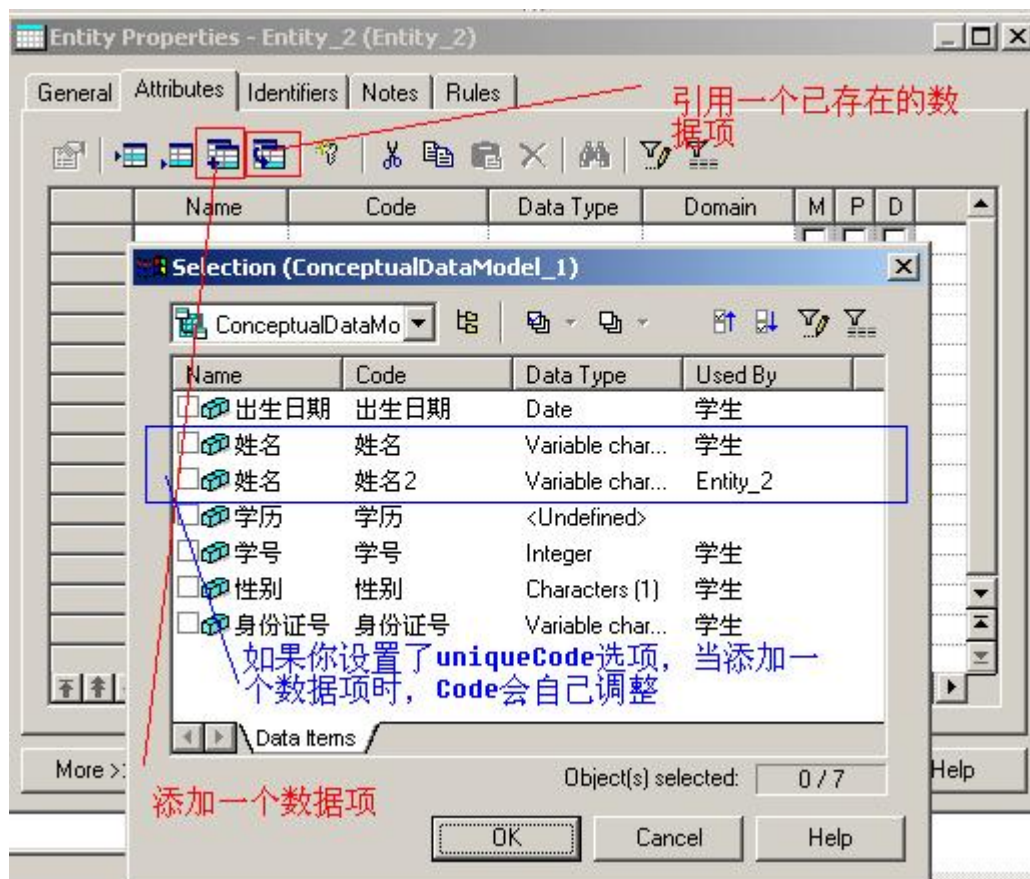 Entity Properties - Entity_2 (Entity_2)
General Attributes Identifiers Notes Rules
引用一个已存在的数
据项
Name Code Data Type Domain M P D
Selection (ConceptualDataModel_1)
ConceptualDataMo
Name Code Data Type Used By
出生日期 出生日期 Date 学生
姓名 姓名 Variable char... 学生
姓名 姓名2 Variable char... Entity_2
学历 学历 <Undefined>
学号 学号 Integer 学生
性别 性别 Characters (1) 学生
身份证号 身份证号 Variable char... 学生
如果你设置了uniqueCode选项，当添加一
个数据项时，Code会自己调整
Data Items
More >> Object(s) selected: 0 / 7 Help
添加一个数据项
OK Cancel Help